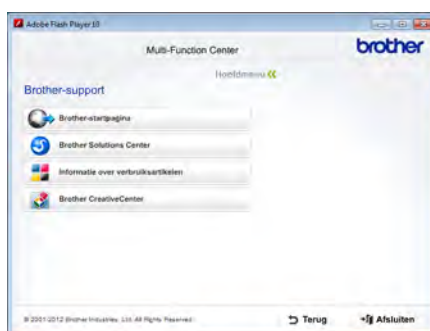 Adobe Flash Player 10
Multi-Function Center
brother
Hoofdmenu
Brother-support
Brother-startpagina
Brother Solutions Center
Informatie over verbruiksartikelen
Brother CreativeCenter
© 2001-2012 Brother Industries, Ltd. All Rights Reserved.
Terug
Afsluiten